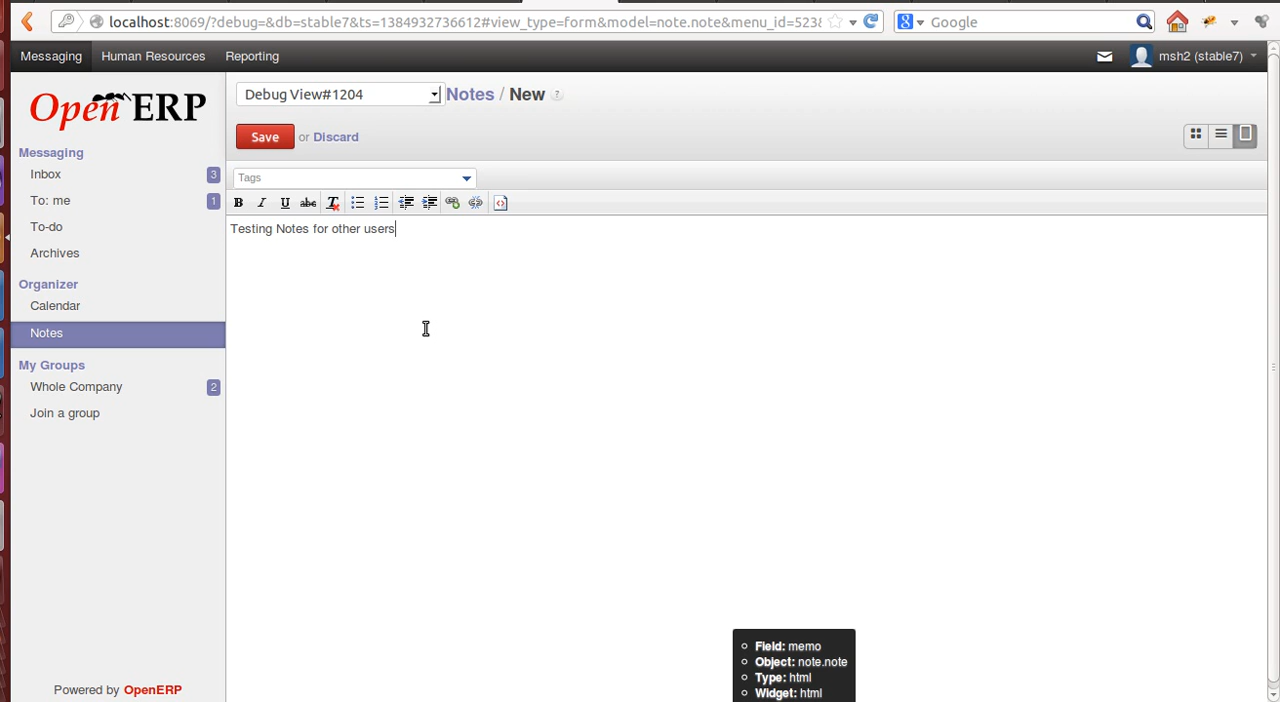 localhost:8069/?debug=&db=stable7&ts=1384932736612#view_type=form&model=note.note&menu_id=523&
Google
Messaging Human Resources Reporting msh2 (stable7)
Open ERP
Debug View#1204 Notes / New ?
Save or Discard
Messaging
Inbox 3
To: me 1
To-do
Archives
Organizer
Calendar
Notes
My Groups
Whole Company 2
Join a group
Powered by OpenERP
Tags
B I U abc T
Testing Notes for other users
Field: memo
Object: note.note
Type: html
Widget: html